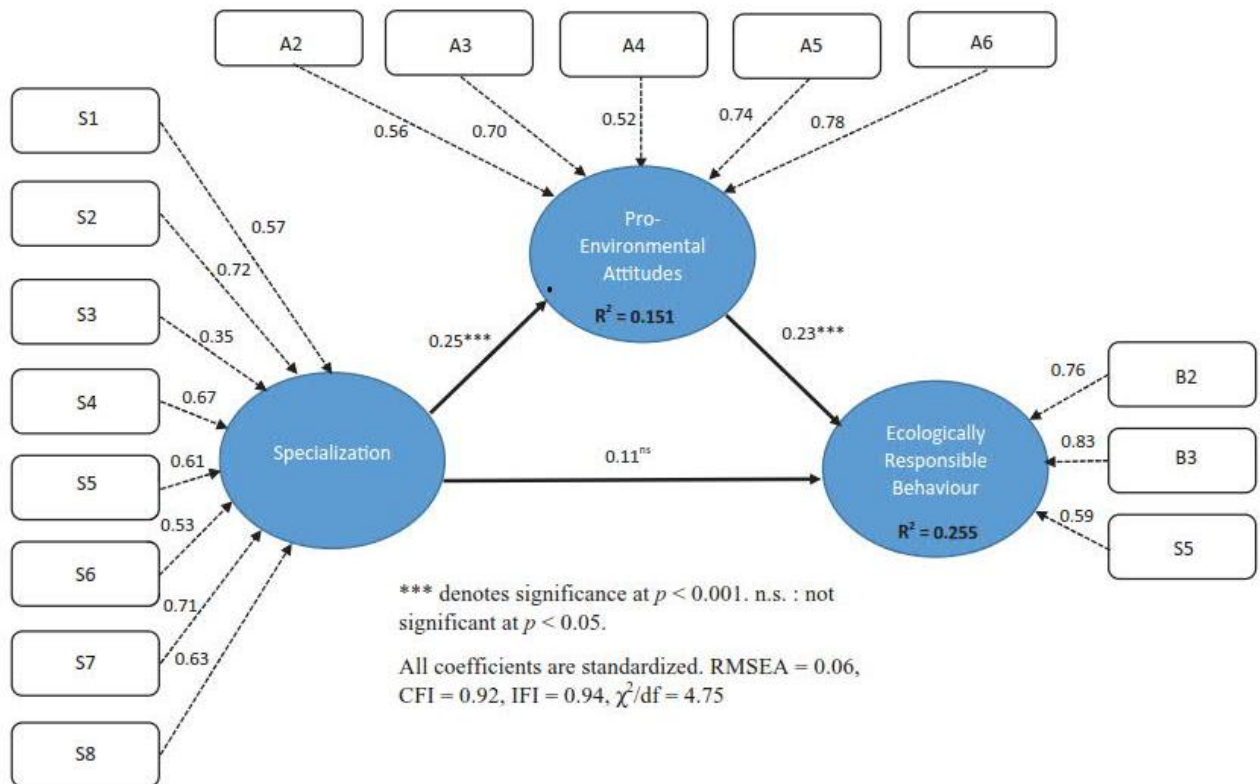 A2
A3
A4
A5
A6
0.56
0.70
0.52
0.74
0.78
S1
S2
S3
S4
S5
S6
S7
S8
0.57
0.72
0.35
0.67
0.61
0.53
0.71
0.63
Pro-
Environmental
Attitudes
R² = 0.151
0.25***
0.23***
Specialization
0.11ⁿˢ
Ecologically
Responsible
Behaviour
R² = 0.255
0.76
0.83
0.59
B2
B3
S5
*** denotes significance at p < 0.001. n.s. : not
significant at p < 0.05.
All coefficients are standardized. RMSEA = 0.06,
CFI = 0.92, IFI = 0.94, χ²/df = 4.75